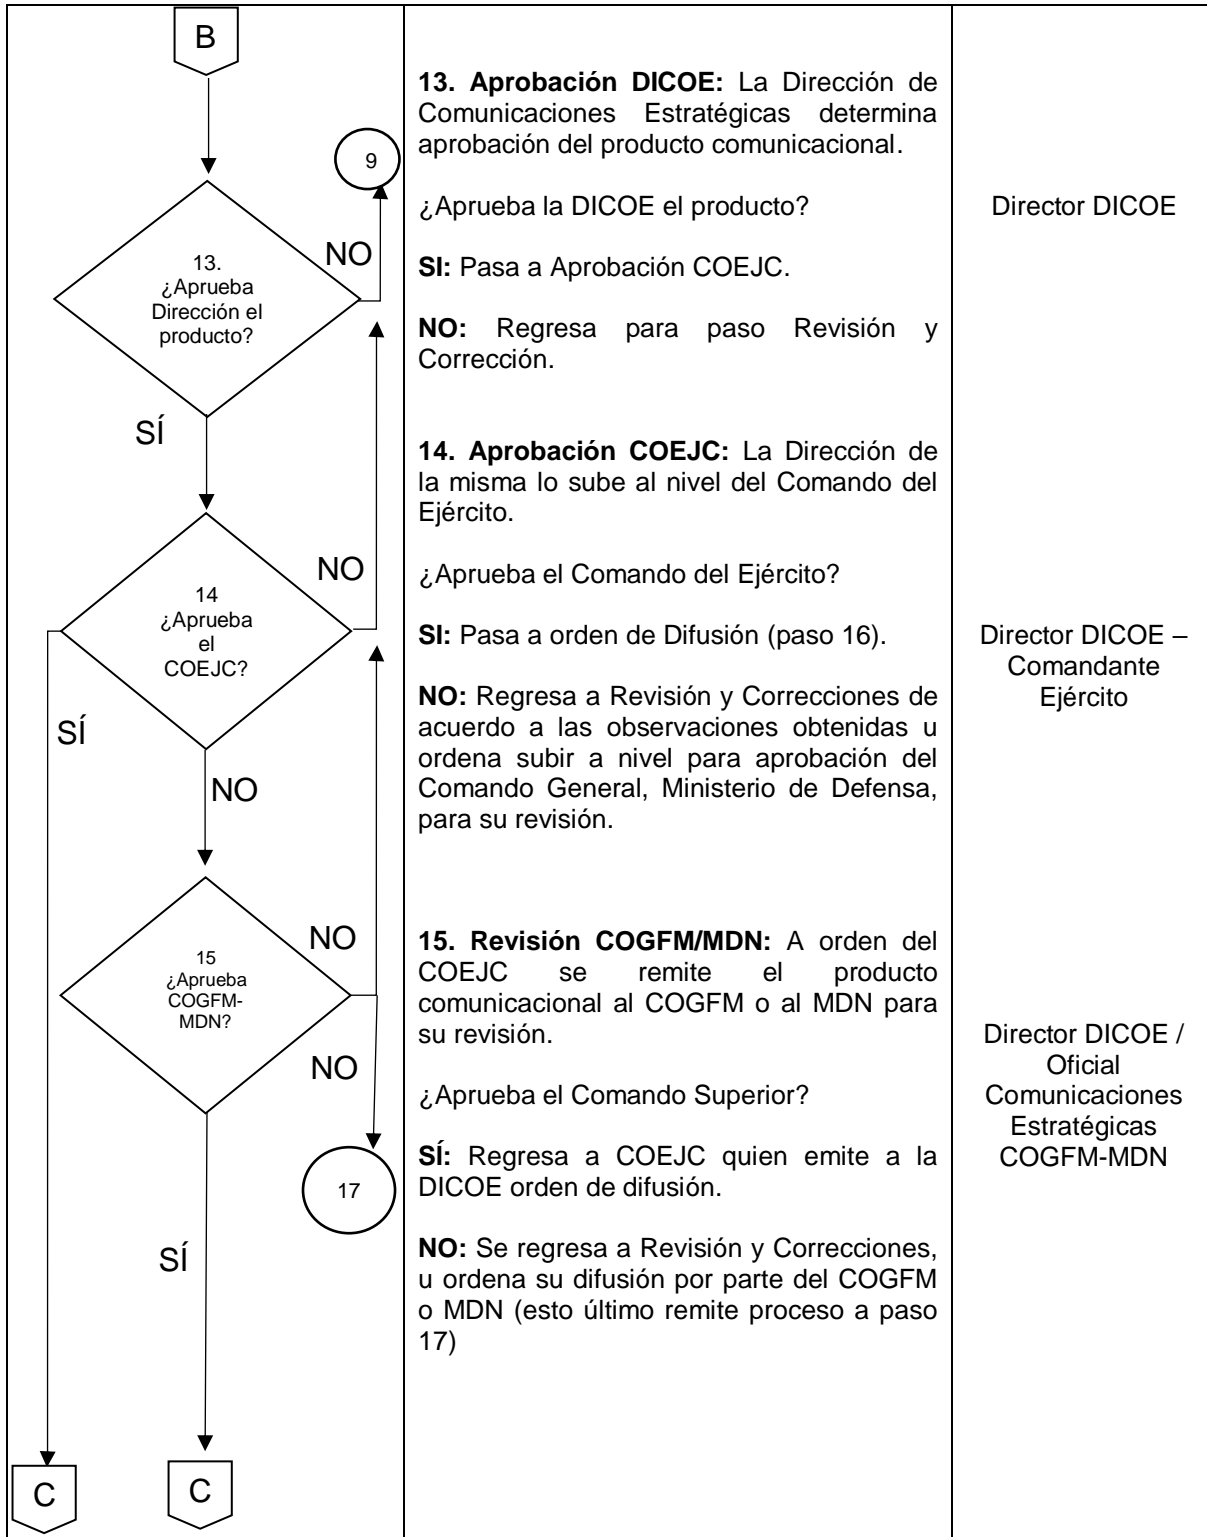 B
9
13.
¿Aprueba
Dirección el
producto?
NO
SÍ
14
¿Aprueba
el
COEJC?
NO
SÍ
NO
15
¿Aprueba
COGFM-
MDN?
NO
NO
17
SÍ
C
C
13. Aprobación DICOE: La Dirección de
Comunicaciones Estratégicas determina
aprobación del producto comunicacional.
¿Aprueba la DICOE el producto?
SI: Pasa a Aprobación COEJC.
NO: Regresa para paso Revisión y
Corrección.
14. Aprobación COEJC: La Dirección de
la misma lo sube al nivel del Comando del
Ejército.
¿Aprueba el Comando del Ejército?
SI: Pasa a orden de Difusión (paso 16).
NO: Regresa a Revisión y Correcciones de
acuerdo a las observaciones obtenidas u
ordena subir a nivel para aprobación del
Comando General, Ministerio de Defensa,
para su revisión.
15. Revisión COGFM/MDN: A orden del
COEJC se remite el producto
comunicacional al COGFM o al MDN para
su revisión.
¿Aprueba el Comando Superior?
SÍ: Regresa a COEJC quien emite a la
DICOE orden de difusión.
NO: Se regresa a Revisión y Correcciones,
u ordena su difusión por parte del COGFM
o MDN (esto último remite proceso a paso
17)
Director DICOE
Director DICOE –
Comandante
Ejército
Director DICOE /
Oficial
Comunicaciones
Estratégicas
COGFM-MDN